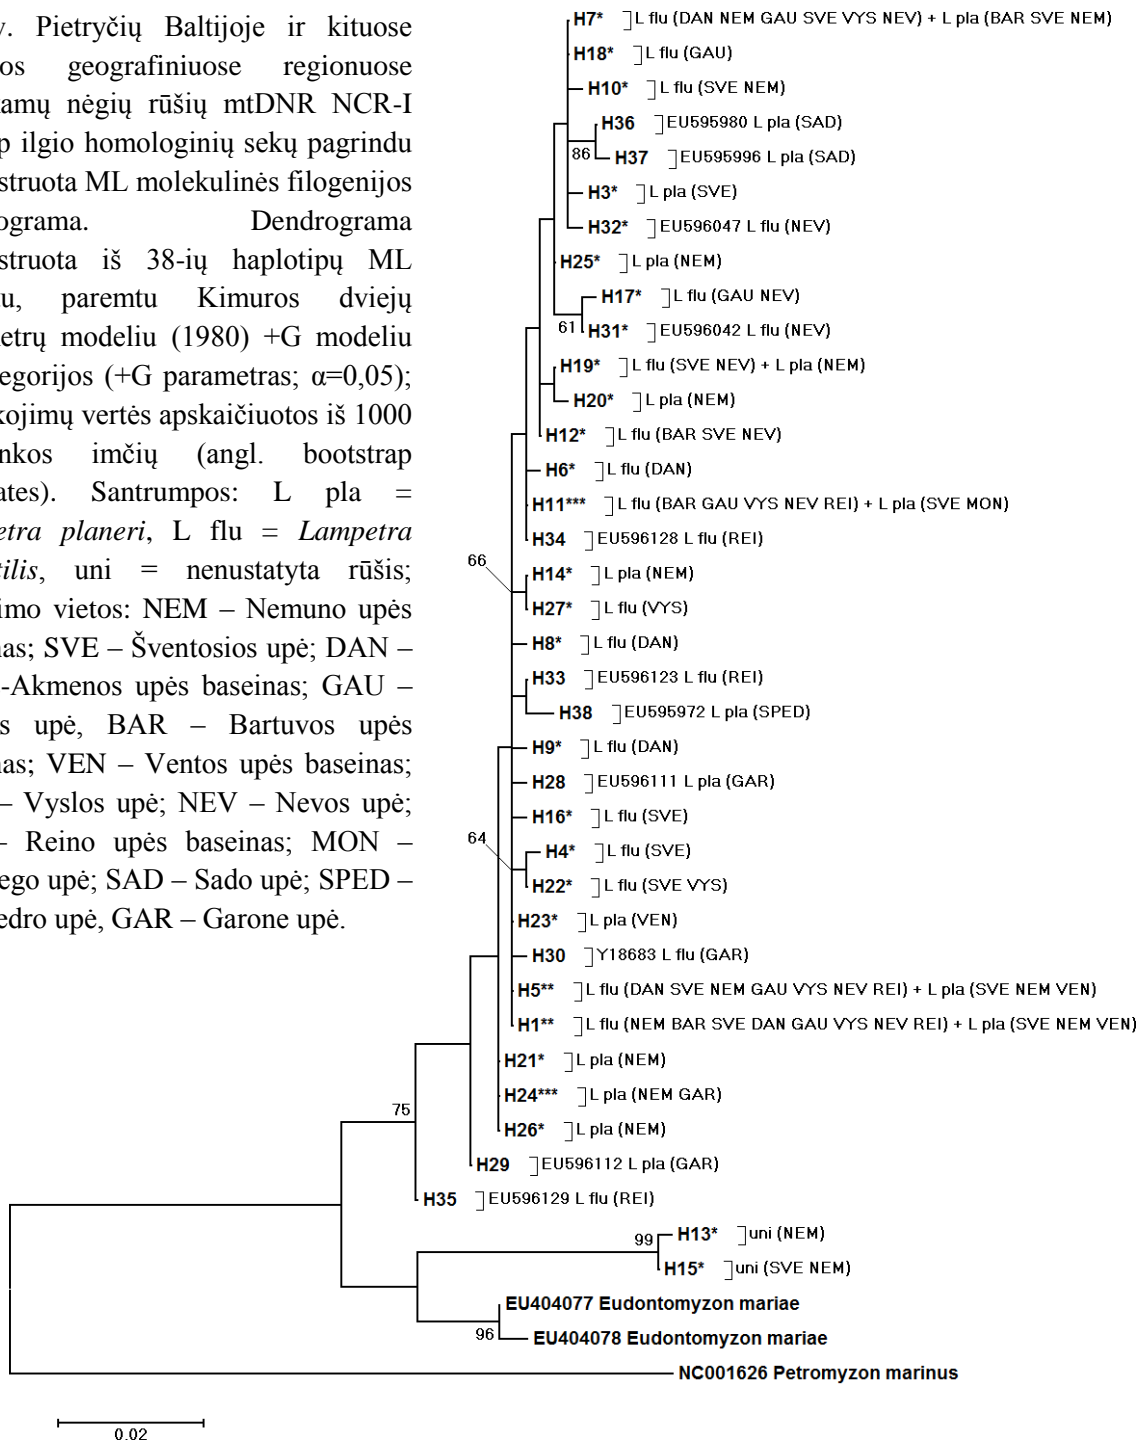 v. Pietryčių Baltijoje ir kituose
os geografiniuose regionuose
kamų nėgių rūšių mtDNR NCR-I
p ilgio homologinių sekų pagrindu
struota ML molekulinės filogenijos
ograma. Dendrograma
struota iš 38-ių haplotipų ML
tu, paremtu Kimuros dviejų
etrų modeliu (1980) +G modeliu
egorijos (+G parametras; α=0,05);
kojimų vertės apskaičiuotos iš 1000
nkos imčių (angl. bootstrap
ates). Santrumpos: L pla =
etra planeri, L flu = Lampetra
tilis, uni = nenustatyta rūšis;
imo vietos: NEM – Nemuno upės
nas; SVE – Šventosios upė; DAN –
-Akmenos upės baseinas; GAU –
s upė, BAR – Bartuvos upės
nas; VEN – Ventos upės baseinas;
– Vyslos upė; NEV – Nevos upė;
– Reino upės baseinas; MON –
ego upė; SAD – Sado upė; SPED –
edro upė, GAR – Garone upė.
H7* L flu (DAN NEM GAU SVE VYS NEV) + L pla (BAR SVE NEM)
H18* L flu (GAU)
H10* L flu (SVE NEM)
H36 EU595980 L pla (SAD)
86
H37 EU595996 L pla (SAD)
H3* L pla (SVE)
H32* EU596047 L flu (NEV)
H25* L pla (NEM)
H17* L flu (GAU NEV)
61
H31* EU596042 L flu (NEV)
H19* L flu (SVE NEV) + L pla (NEM)
H20* L pla (NEM)
H12* L flu (BAR SVE NEV)
H6* L flu (DAN)
H11*** L flu (BAR GAU VYS NEV REI) + L pla (SVE MON)
H34 EU596128 L flu (REI)
66
H14* L pla (NEM)
H27* L flu (VYS)
H8* L flu (DAN)
H33 EU596123 L flu (REI)
H38 EU595972 L pla (SPED)
H9* L flu (DAN)
H28 EU596111 L pla (GAR)
H16* L flu (SVE)
64
H4* L flu (SVE)
H22* L flu (SVE VYS)
H23* L pla (VEN)
H30 Y18683 L flu (GAR)
H5** L flu (DAN SVE NEM GAU VYS NEV REI) + L pla (SVE NEM VEN)
H1** L flu (NEM BAR SVE DAN GAU VYS NEV REI) + L pla (SVE NEM VEN)
H21* L pla (NEM)
H24*** L pla (NEM GAR)
75
H26* L pla (NEM)
H29 EU596112 L pla (GAR)
H35 EU596129 L flu (REI)
H13* uni (NEM)
99
H15* uni (SVE NEM)
EU404077 Eudontomyzon mariae
96
EU404078 Eudontomyzon mariae
NC001626 Petromyzon marinus
0.02